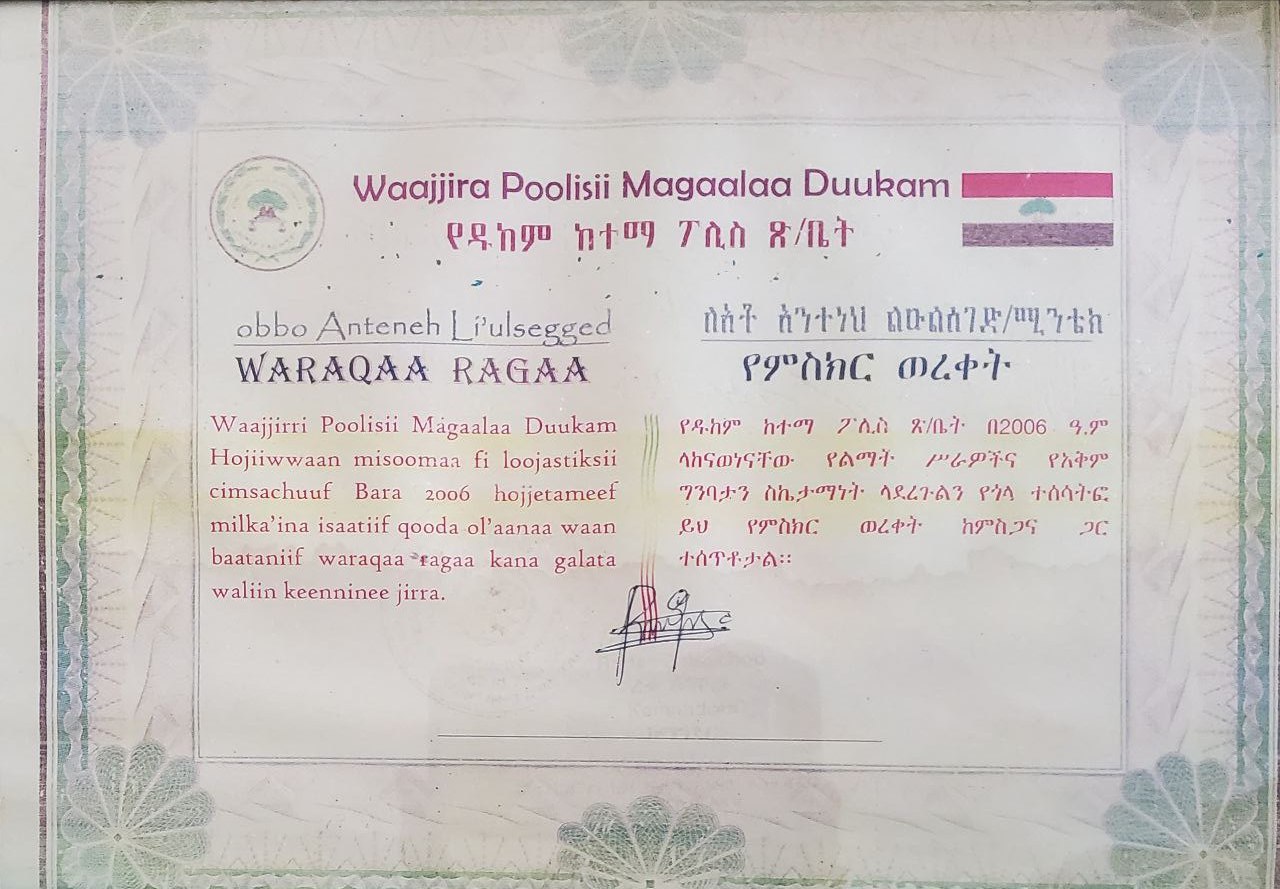 Waajjira Poolisii Magaalaa Duukam
የዱከም ከተማ ፖሊስ ጽ/ቤት
obbo Anteneh Li'ulsegged
WARAQAA RAGAA
Waajjirri Poolisii Magaalaa Duukam
Hojiiwwaan misoomaa fi loojastiksii
cimsachuuf Bara 2006 hojjetameef
milka'ina isaatiif qooda ol'aanaa waan
baataniif waraqaa ragaa kana galata
waliin keenninee jirra.
ለአቶ አንተነህ ልዑልሰገድ/ሚንቴክ
የምስክር ወረቀት
የዱከም ከተማ ፖሊስ ጽ/ቤት በ2006 ዓ.ም
ላከናወነናቸው የልማት ሥራዎችና የአቅም
ግንባታን ስኬታማነት ላደረጉልን የጎላ ተሰሳትፎ
ይህ የምስክር ወረቀት ከምስጋና ጋር
ተሰጥቶታል።